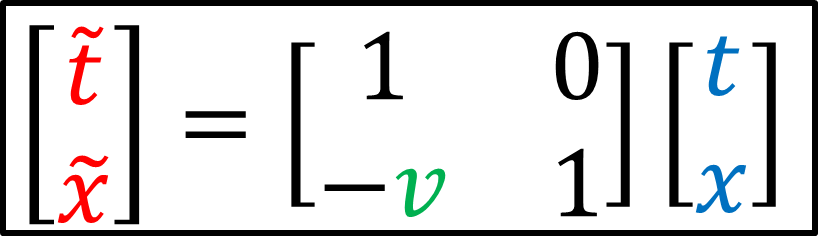 [t̃ x̃] = [1 0 −v 1] [t x]